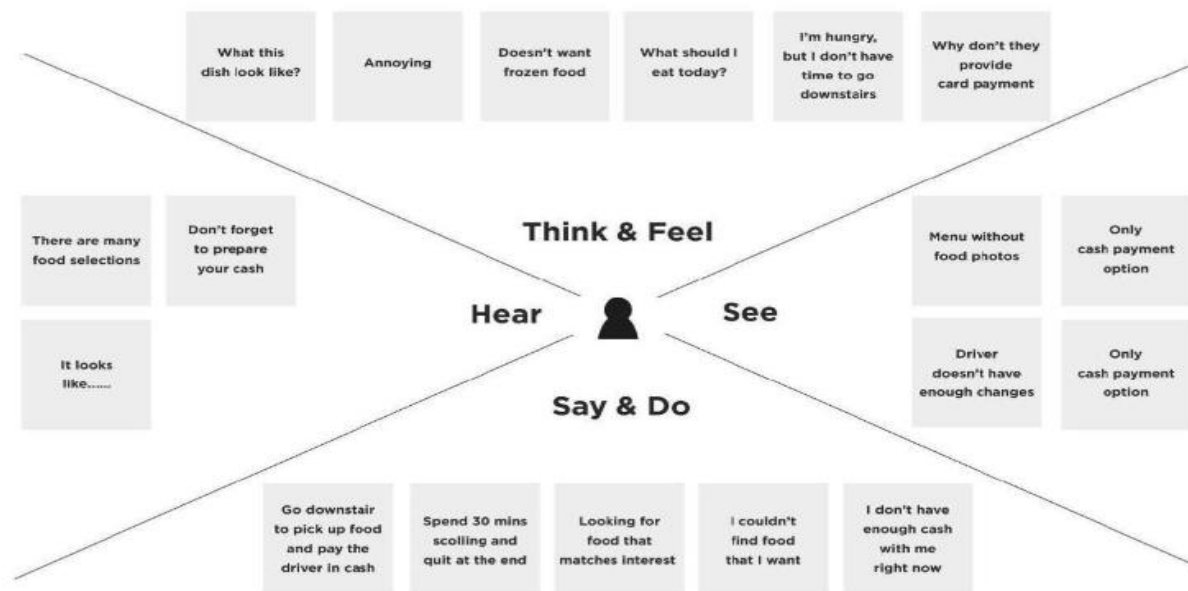 What this
dish look like?
Annoying
Doesn't want
frozen food
What should I
eat today?
I'm hungry,
but I don't have
time to go
downstairs
Why don't they
provide
card payment
There are many
food selections
Don't forget
to prepare
your cash
It looks
like......
Think & Feel
Hear
See
Say & Do
Menu without
food photos
Only
cash payment
option
Driver
doesn't have
enough changes
Only
cash payment
option
Go downstair
to pick up food
and pay the
driver in cash
Spend 30 mins
scolling and
quit at the end
Looking for
food that
matches interest
I couldn't
find food
that I want
I don't have
enough cash
with me
right now